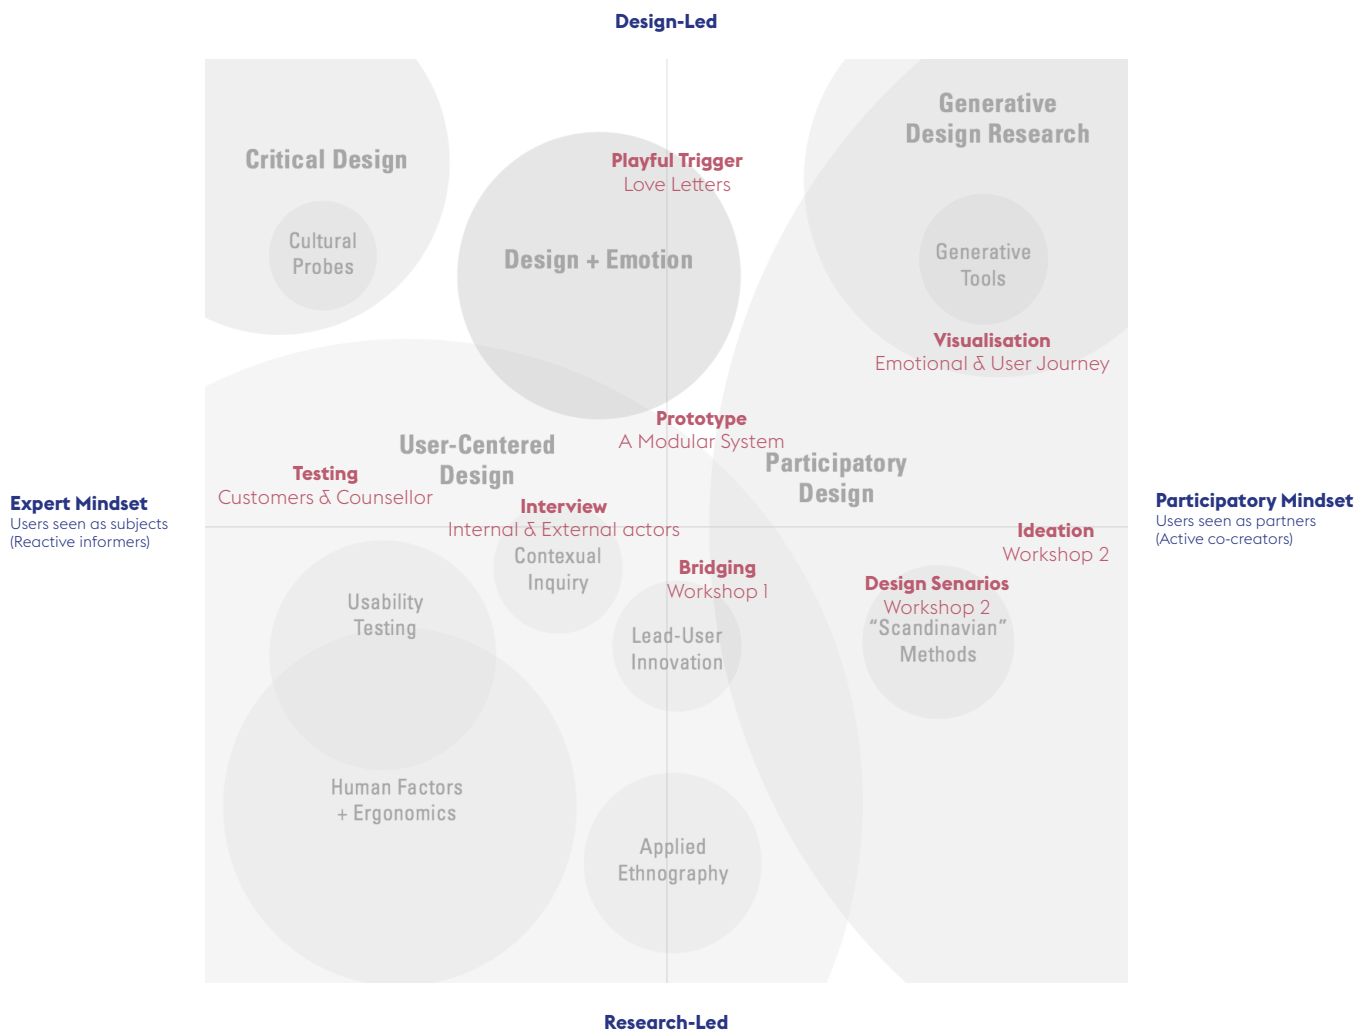 Design-Led
Generative
Design Research
Critical Design
Playful Trigger
Love Letters
Cultural
Probes
Design + Emotion
Generative
Tools
Visualisation
Emotional & User Journey
Prototype
A Modular System
User-Centered
Design
Participatory
Design
Testing
Customers & Counsellor
Expert Mindset
Users seen as subjects
(Reactive informers)
Interview
Internal & External actors
Participatory Mindset
Users seen as partners
(Active co-creators)
Ideation
Workshop 2
Contexual
Inquiry
Bridging
Workshop 1
Design Senarios
Workshop 2
Usability
Testing
Lead-User
Innovation
“Scandinavian”
Methods
Human Factors
+ Ergonomics
Applied
Ethnography
Research-Led